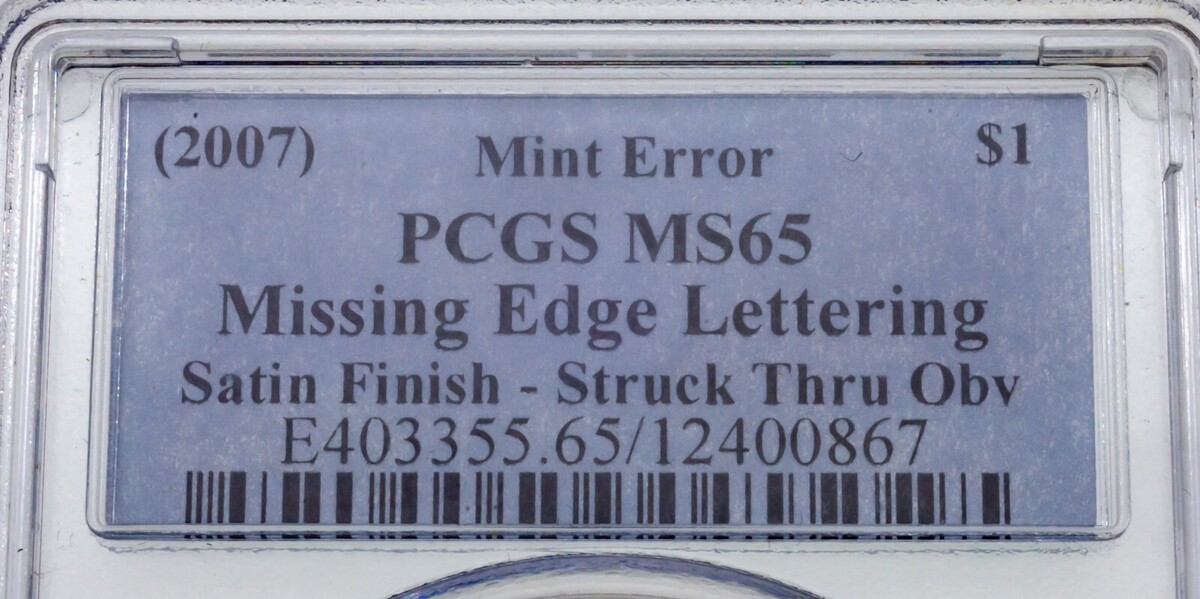 (2007) Mint Error $1
PCGS MS65
Missing Edge Lettering
Satin Finish - Struck Thru Obv
E403355.65/12400867